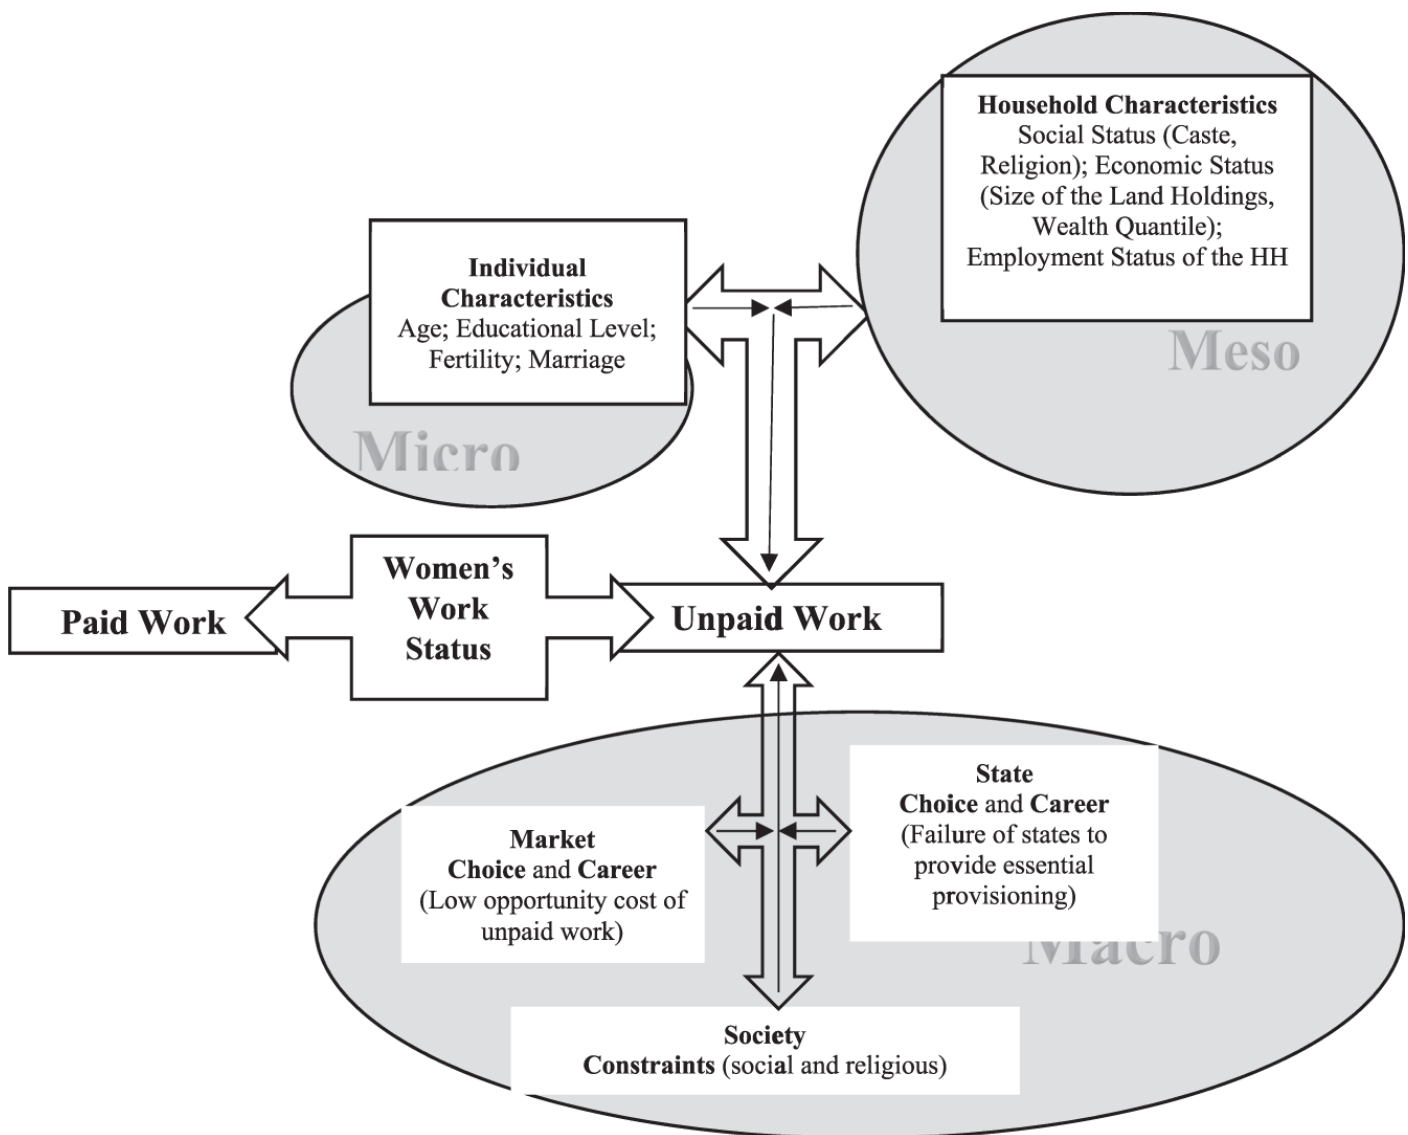 Household Characteristics
Social Status (Caste,
Religion); Economic Status
(Size of the Land Holdings,
Wealth Quantile);
Employment Status of the HH
Meso
Individual
Characteristics
Age; Educational Level;
Fertility; Marriage
Micro
Paid Work
Women’s
Work
Status
Unpaid Work
State
Choice and Career
(Failure of states to
provide essential
provisioning)
Market
Choice and Career
(Low opportunity cost of
unpaid work)
Macro
Society
Constraints (social and religious)